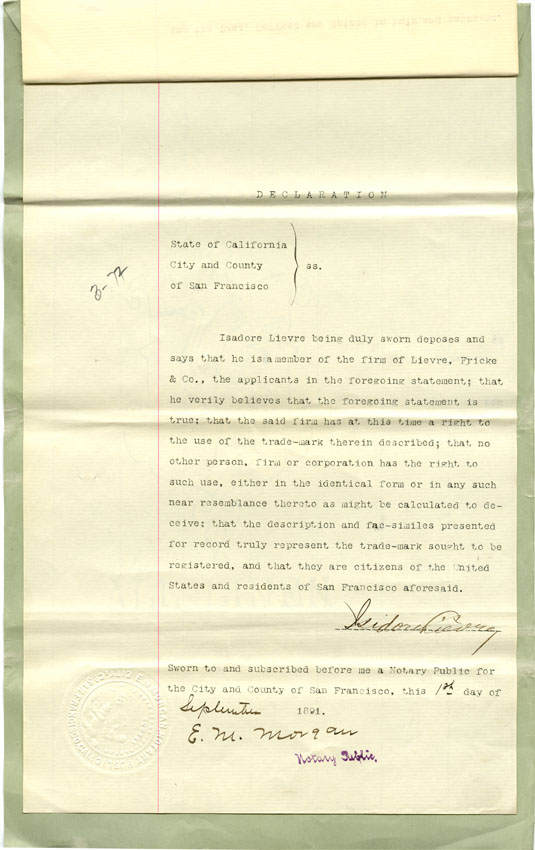 DECLARATION
State of California
City and County ss.
of San Francisco
3-72
Isadore Lievre being duly sworn deposes and
says that he is a member of the firm of Lievre, Fricke
& Co., the applicants in the foregoing statement; that
he verily believes that the foregoing statement is
true; that the said firm has at this time a right to
the use of the trade-mark therein described; that no
other person, firm or corporation has the right to
such use, either in the identical form or in any such
near resemblance thereto as might be calculated to de-
ceive; that the description and fac-similes presented
for record truly represent the trade-mark sought to be
registered, and that they are citizens of the United
States and residents of San Francisco aforesaid.
Isidore Lievre
Sworn to and subscribed before me a Notary Public for
the City and County of San Francisco, this 1st day of
September 1891.
E. M. Morgan
Notary Public.